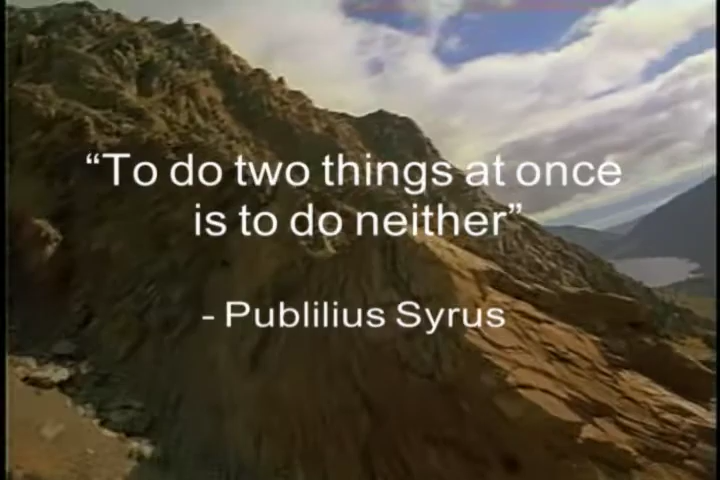 “To do two things at once
is to do neither”
- Publilius Syrus